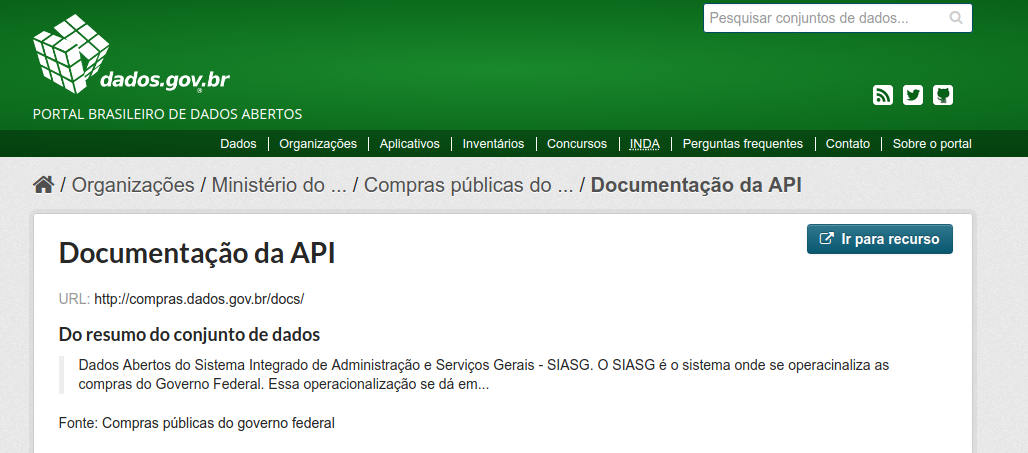 Pesquisar conjuntos de dados...
dados.gov.br
®
PORTAL BRASILEIRO DE DADOS ABERTOS
Dados Organizações Aplicativos Inventários Concursos INDA Perguntas frequentes Contato Sobre o portal
/ Organizações / Ministério do ... / Compras públicas do ... / Documentação da API
Ir para recurso
Documentação da API
URL: http://compras.dados.gov.br/docs/
Do resumo do conjunto de dados
Dados Abertos do Sistema Integrado de Administração e Serviços Gerais - SIASG. O SIASG é o sistema onde se operacinaliza as
compras do Governo Federal. Essa operacionalização se dá em...
Fonte: Compras públicas do governo federal